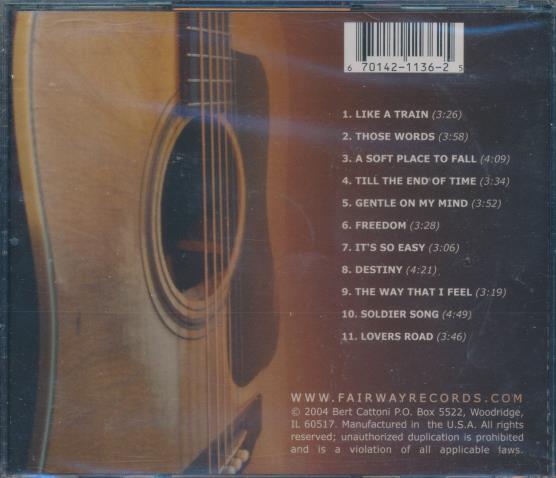 6 70142-1136-2 5
1. LIKE A TRAIN (3:26)
2. THOSE WORDS (3:58)
3. A SOFT PLACE TO FALL (4:09)
4. TILL THE END OF TIME (3:34)
5. GENTLE ON MY MIND (3:52)
6. FREEDOM (3:28)
7. IT'S SO EASY (3:06)
8. DESTINY (4:21)
9. THE WAY THAT I FEEL (3:19)
10. SOLDIER SONG (4:49)
11. LOVERS ROAD (3:46)
WWW.FAIRWAYRECORDS.COM
© 2004 Bert Cattoni P.O. Box 5522, Woodridge,
IL 60517. Manufactured in the U.S.A. All rights
reserved; unauthorized duplication is prohibited
and is a violation of all applicable laws.